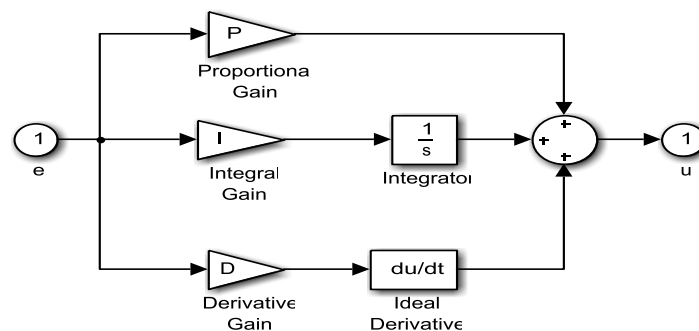 P
Proportiona
Gain
1
e
I
Integral
Gain
1
s
Integrator
+
+
+
1
u
D
Derivative
Gain
du/dt
Ideal
Derivative